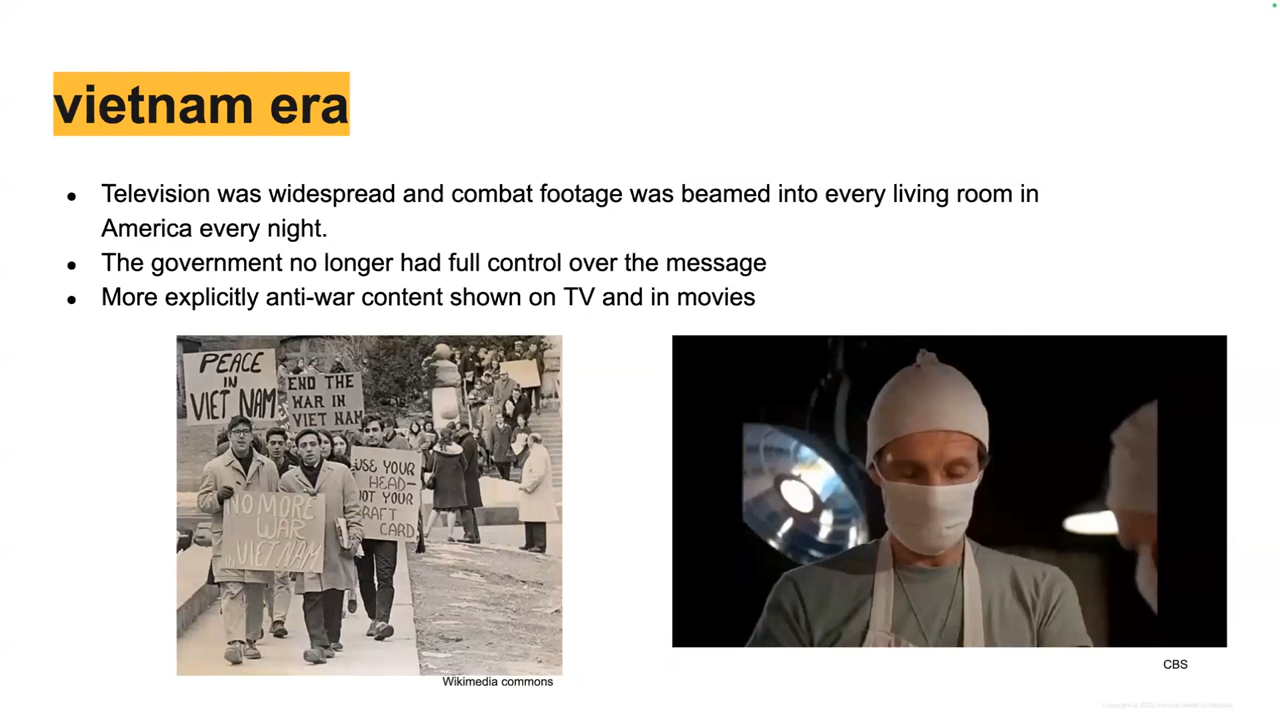 vietnam era
● Television was widespread and combat footage was beamed into every living room in
America every night.
● The government no longer had full control over the message
● More explicitly anti-war content shown on TV and in movies
PEACE
IN
VIET NAM
END THE
WAR IN
VIET NAM
USE YOUR
HEAD-
NOT YOUR
DRAFT
CARD
NO MORE
WAR
IN VIETNAM
Wikimedia commons
CBS